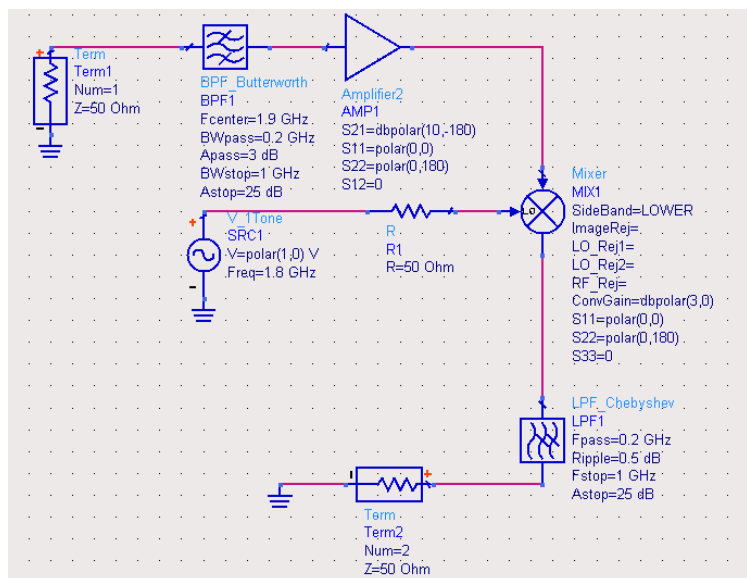 Term
Term1
Num=1
Z=50 Ohm
BPF_Butterworth
BPF1
Fcenter=1.9 GHz
BWpass=0.2 GHz
Apass=3 dB
BWstop=1 GHz
Astop=25 dB
Amplifier2
AMP1
S21=dbpolar(10,-180)
S11=polar(0,0)
S22=polar(0,180)
S12=0
V_1Tone
SRC1
V=polar(1,0) V
Freq=1.8 GHz
R
R1
R=50 Ohm
Lo
Mixer
MIX1
SideBand=LOWER
ImageRej=
LO_Rej1=
LO_Rej2=
RF_Rej=
ConvGain=dbpolar(3,0)
S11=polar(0,0)
S22=polar(0,180)
S33=0
LPF_Chebyshev
LPF1
Fpass=0.2 GHz
Ripple=0.5 dB
Fstop=1 GHz
Astop=25 dB
Term
Term2
Num=2
Z=50 Ohm